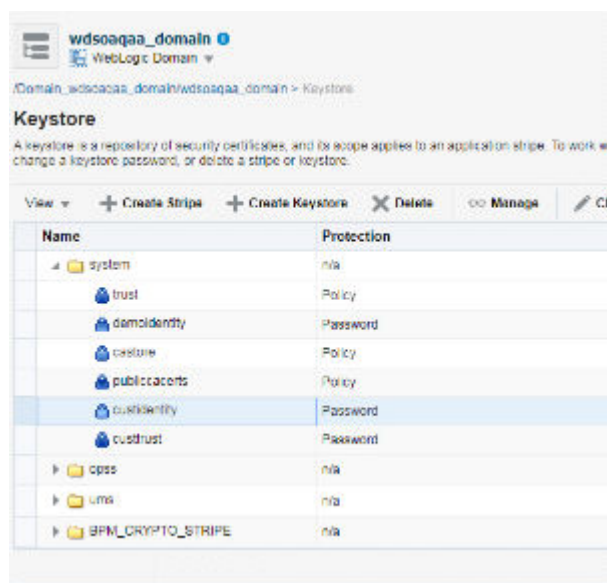 wdsoaqaa_domain
WebLogic Domain
/Domain_wdsoaqaa_domain/wdsoaqaa_domain > Keystore
Keystore
A keystore is a repository of security certificates, and its scope applies to an application stripe. To work w
change a keystore password, or delete a stripe or keystore.
View Create Stripe Create Keystore Delete Manage C
Name Protection
system n/a
trust Policy
demoidentity Password
castore Policy
publiccacerts Policy
custidentity Password
custtrust Password
opss n/a
ums n/a
BPM_CRYPTO_STRIPE n/a